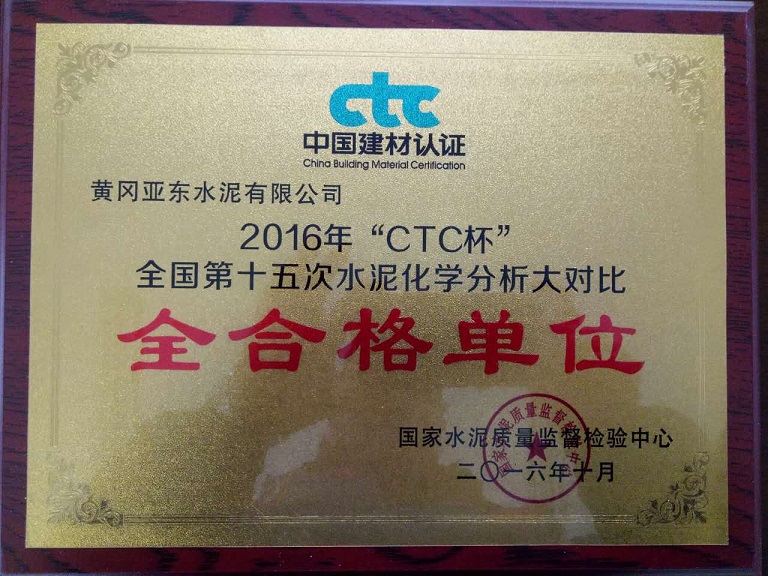 ctc
中国建材认证
China Building Material Certification
黄冈亚东水泥有限公司
2016年“CTC杯”
全国第十五次水泥化学分析大对比
全合格单位
国家水泥质量监督检验中心
二〇一六年十月